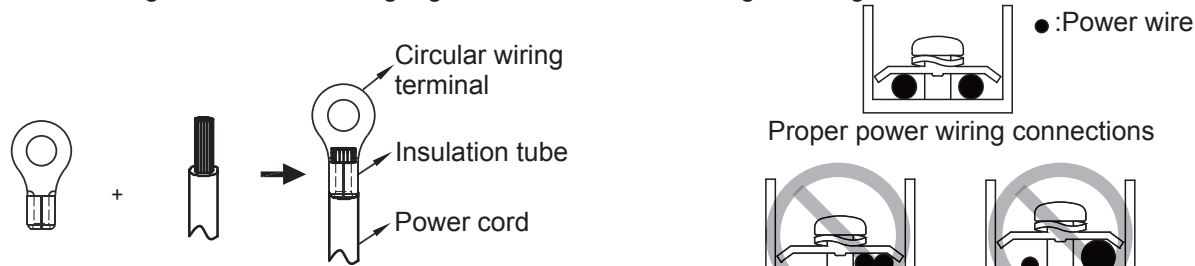 Circular wiring
terminal
Insulation tube
Power cord
+
:Power wire
Proper power wiring connections